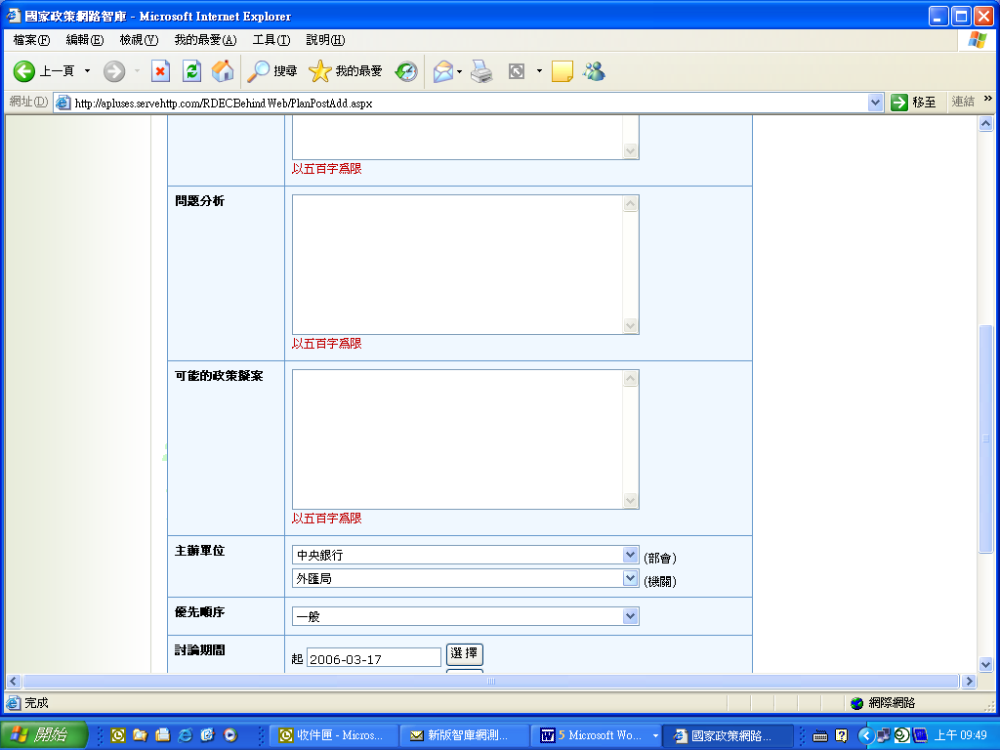 國家政策網路智庫 - Microsoft Internet Explorer
檔案(F) 編輯(E) 檢視(V) 我的最愛(A) 工具(T) 說明(H)
上一頁 搜尋 我的最愛
網址(D) http://apluses.servehttp.com/RDECBehindWeb/PlanPostAdd.aspx 移至 連結 »
以五百字為限
問題分析
以五百字為限
可能的政策擬案
以五百字為限
主辦單位 中央銀行 (部會)
外匯局 (機關)
優先順序 一般
討論期間 起 2006-03-17 選擇
完成 網際網路
開始 收件匣 - Micros... 新版智庫網測... 5 Microsoft Wo... 國家政策網路... 上午 09:49